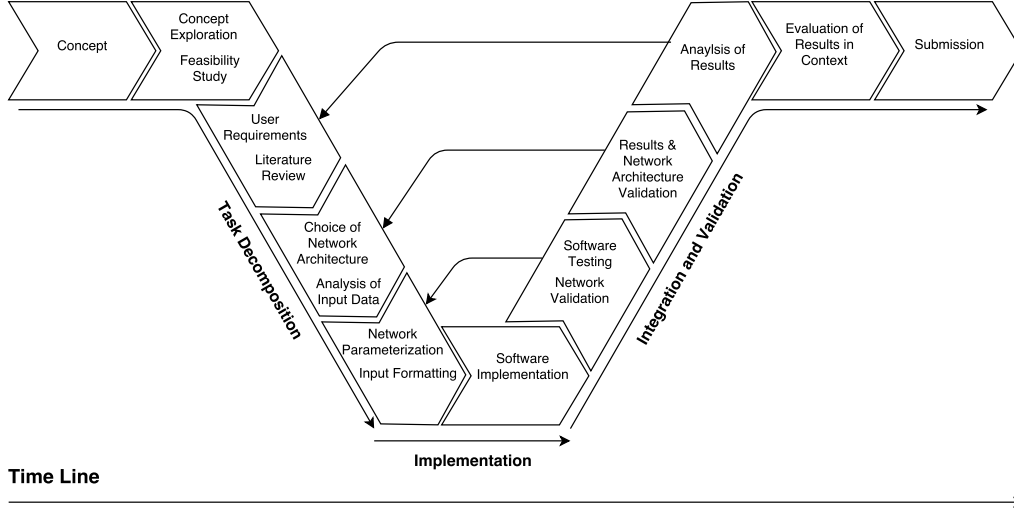 Concept
Concept
Exploration
Feasibility
Study
User
Requirements
Literature
Review
Choice of
Network
Architecture
Analysis of
Input Data
Network
Parameterization
Input Formatting
Software
Implementation
Software
Testing
Network
Validation
Results &
Network
Architecture
Validation
Anaylsis of
Results
Evaluation of
Results in
Context
Submission
Task Decomposition
Implementation
Integration and Validation
Time Line